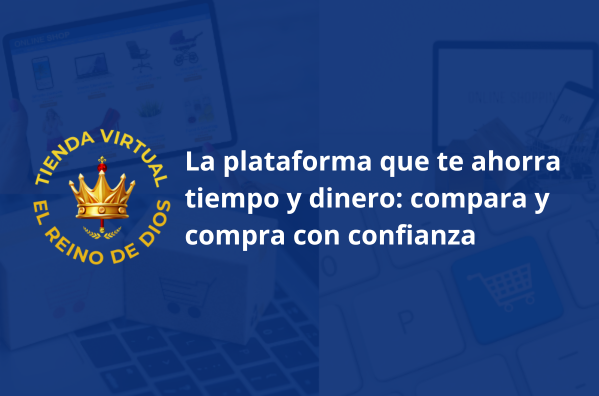 TIENDA VIRTUAL
EL REINO DE DIOS
La plataforma que te ahorra
tiempo y dinero: compara y
compra con confianza
P